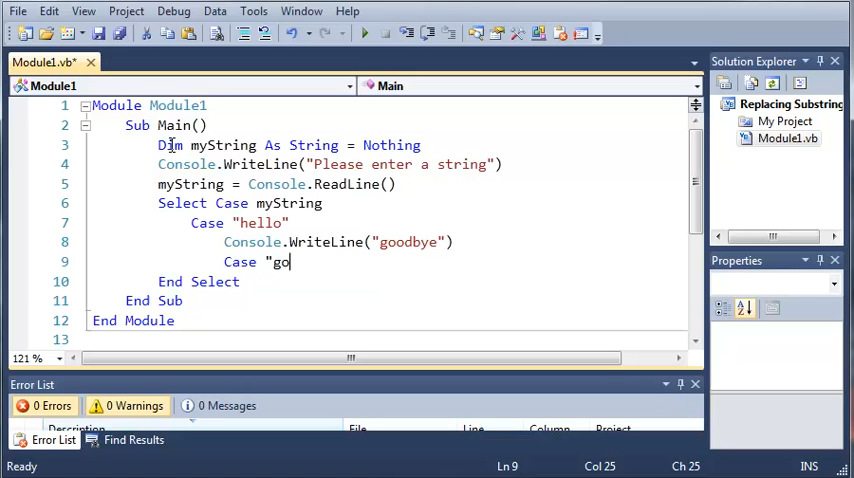 File Edit View Project Debug Data Tools Window Help
Module1.vb*
Solution Explorer
Module1 Main
1 Module Module1
2 Sub Main()
3 Dim myString As String = Nothing
4 Console.WriteLine("Please enter a string")
5 myString = Console.ReadLine()
6 Select Case myString
7 Case "hello"
8 Console.WriteLine("goodbye")
9 Case "go
10 End Select
11 End Sub
12 End Module
13
121 %
Replacing Substring
My Project
Module1.vb
Properties
Error List
0 Errors 0 Warnings 0 Messages
Description File Line Column Project
Error List Find Results
Ready Ln 9 Col 25 Ch 25 INS